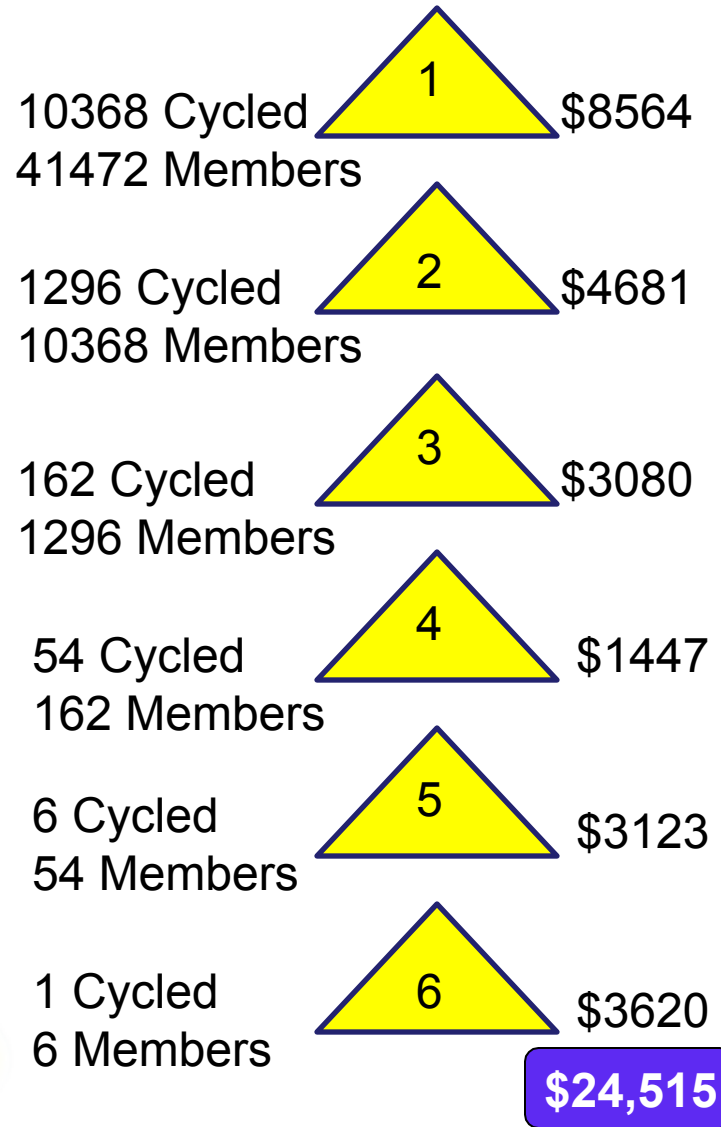 1
10368 Cycled
$8564
41472 Members
2
1296 Cycled
$4681
10368 Members
3
162 Cycled
$3080
1296 Members
4
54 Cycled
$1447
162 Members
5
6 Cycled
$3123
54 Members
6
1 Cycled
$3620
6 Members
$24,515